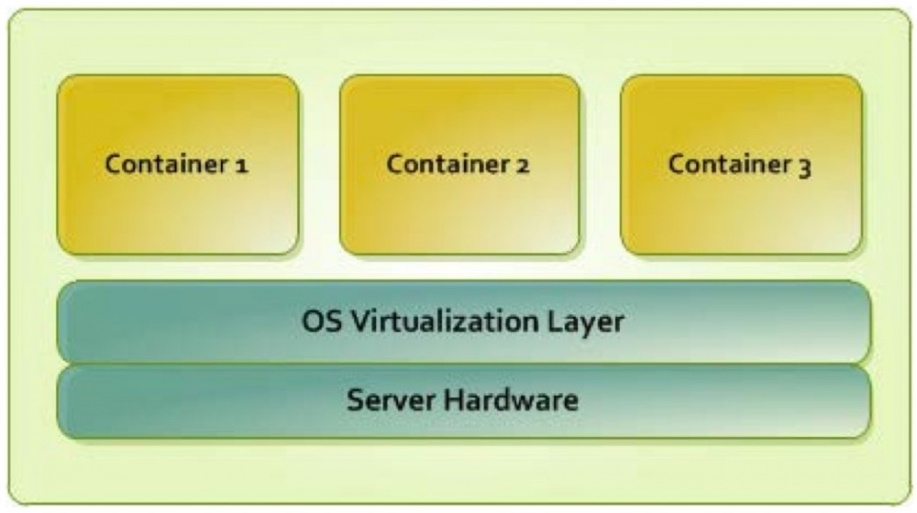 Container 1
Container 2
Container 3
OS Virtualization Layer
Server Hardware